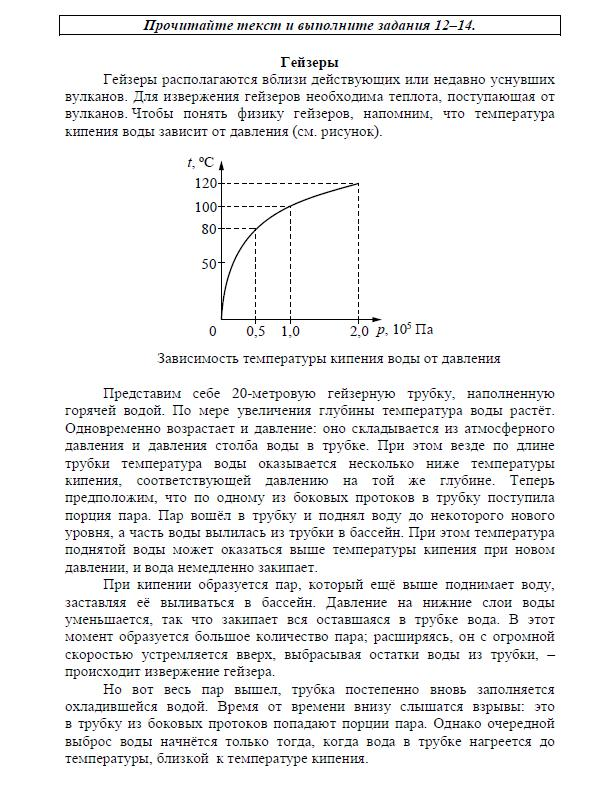 Прочитайте текст и выполните задания 12–14.
Гейзеры
Гейзеры располагаются вблизи действующих или недавно уснувших
вулканов. Для извержения гейзеров необходима теплота, поступающая от
вулканов. Чтобы понять физику гейзеров, напомним, что температура
кипения воды зависит от давления (см. рисунок).
t, ºC
120
100
80
50
0 0,5 1,0 2,0 p, 10⁵ Па
Зависимость температуры кипения воды от давления
Представим себе 20-метровую гейзерную трубку, наполненную
горячей водой. По мере увеличения глубины температура воды растёт.
Одновременно возрастает и давление: оно складывается из атмосферного
давления и давления столба воды в трубке. При этом везде по длине
трубки температура воды оказывается несколько ниже температуры
кипения, соответствующей давлению на той же глубине. Теперь
предположим, что по одному из боковых протоков в трубку поступила
порция пара. Пар вошёл в трубку и поднял воду до некоторого нового
уровня, а часть воды вылилась из трубки в бассейн. При этом температура
поднятой воды может оказаться выше температуры кипения при новом
давлении, и вода немедленно закипает.
При кипении образуется пар, который ещё выше поднимает воду,
заставляя её выливаться в бассейн. Давление на нижние слои воды
уменьшается, так что закипает вся оставшаяся в трубке вода. В этот
момент образуется большое количество пара; расширяясь, он с огромной
скоростью устремляется вверх, выбрасывая остатки воды из трубки, –
происходит извержение гейзера.
Но вот весь пар вышел, трубка постепенно вновь заполняется
охладившейся водой. Время от времени внизу слышатся взрывы: это
в трубку из боковых протоков попадают порции пара. Однако очередной
выброс воды начнётся только тогда, когда вода в трубке нагреется до
температуры, близкой к температуре кипения.